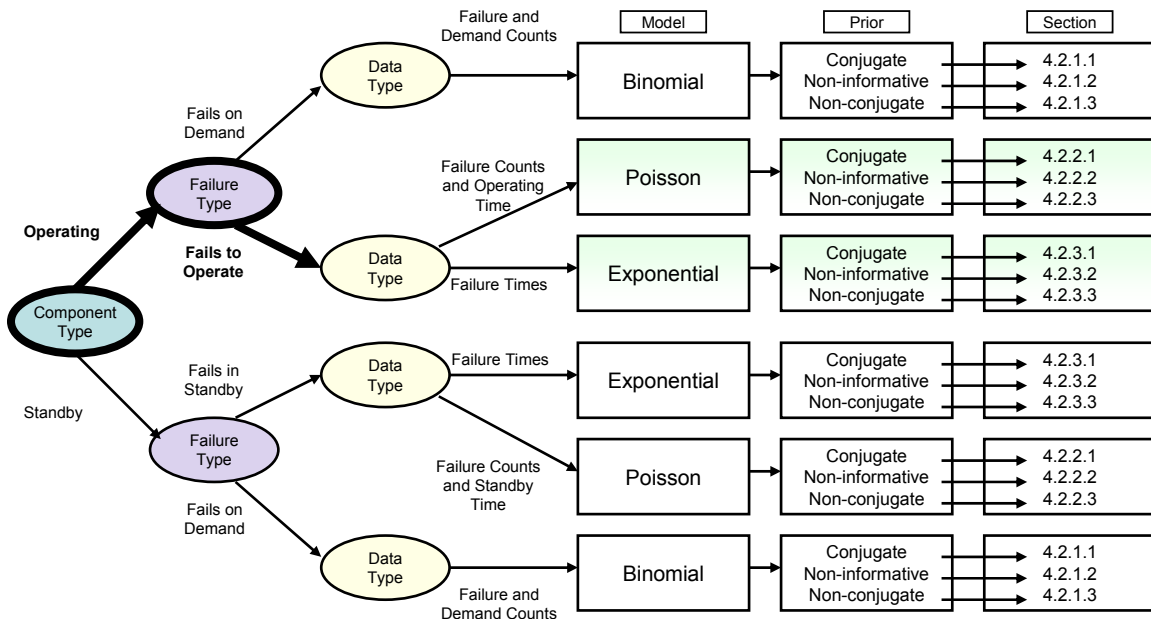 Failure and
Demand Counts
Model
Prior
Section
Data
Type
Binomial
Conjugate
Non-informative
Non-conjugate
4.2.1.1
4.2.1.2
4.2.1.3
Fails on
Demand
Failure Counts
and Operating
Time
Poisson
Conjugate
Non-informative
Non-conjugate
4.2.2.1
4.2.2.2
4.2.2.3
Failure
Type
Operating
Fails to
Operate
Data
Type
Failure Times
Exponential
Conjugate
Non-informative
Non-conjugate
4.2.3.1
4.2.3.2
4.2.3.3
Component
Type
Fails in
Standby
Data
Type
Failure Times
Exponential
Conjugate
Non-informative
Non-conjugate
4.2.3.1
4.2.3.2
4.2.3.3
Standby
Failure
Type
Failure Counts
and Standby
Time
Poisson
Conjugate
Non-informative
Non-conjugate
4.2.2.1
4.2.2.2
4.2.2.3
Fails on
Demand
Data
Type
Failure and
Demand Counts
Binomial
Conjugate
Non-informative
Non-conjugate
4.2.1.1
4.2.1.2
4.2.1.3